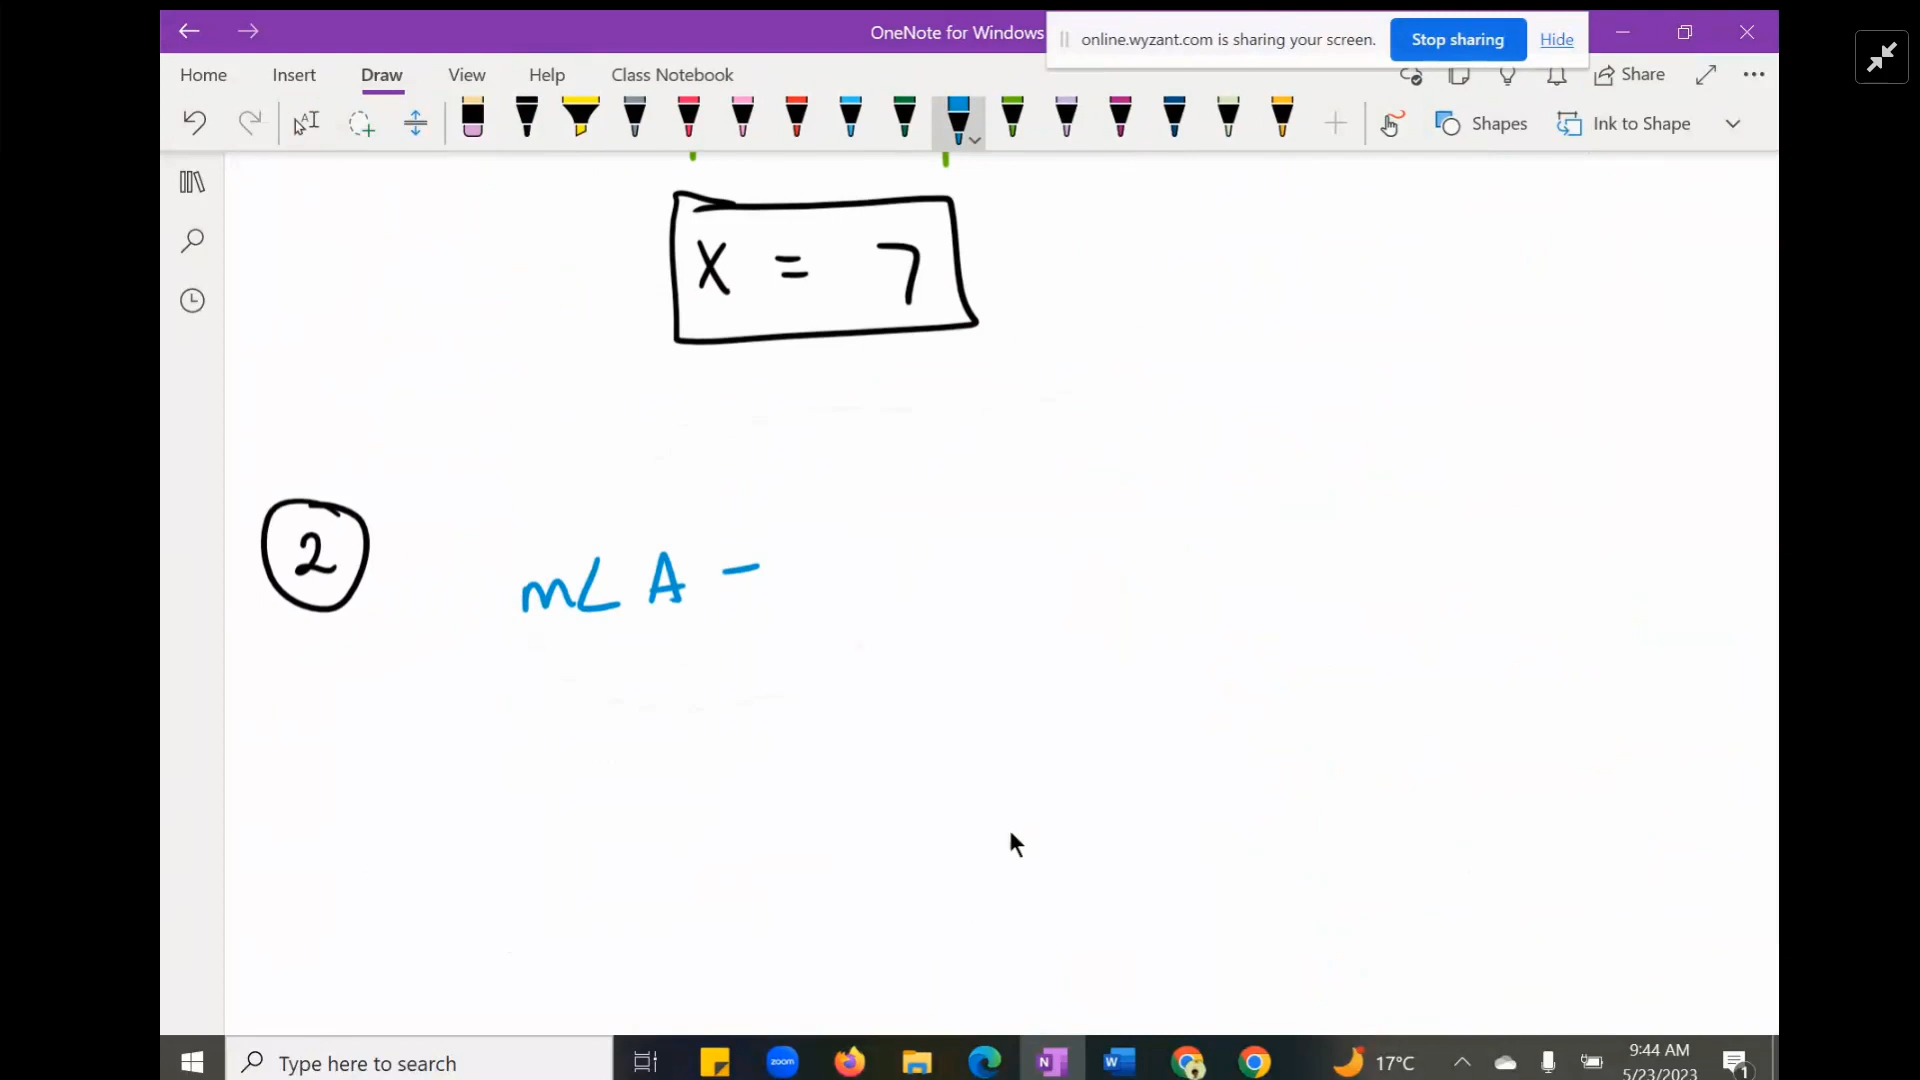 OneNote for Windows
online.wyzant.com is sharing your screen. Stop sharing Hide
Home Insert Draw View Help Class Notebook Share
Shapes Ink to Shape
X = 7
2 m∠ A -
Type here to search
zoom
17°C
9:44 AM
5/23/2023
1